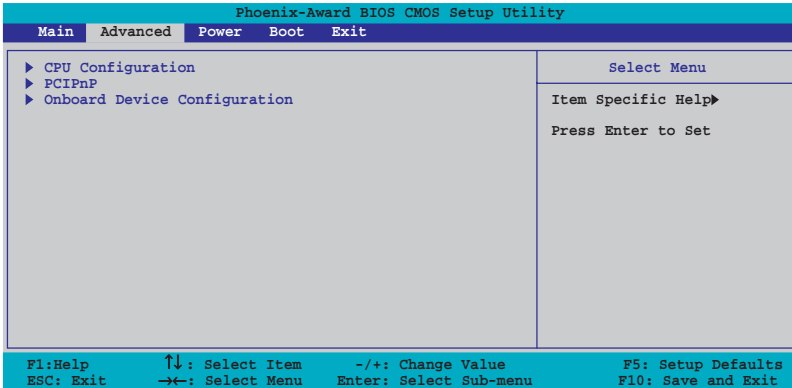 Phoenix-Award BIOS CMOS Setup Utility
Main Advanced Power Boot Exit
CPU Configuration
PCIPnP
Onboard Device Configuration
Select Menu
Item Specific Help
Press Enter to Set
F1:Help ↑↓: Select Item -/+: Change Value F5: Setup Defaults
ESC: Exit →←: Select Menu Enter: Select Sub-menu F10: Save and Exit